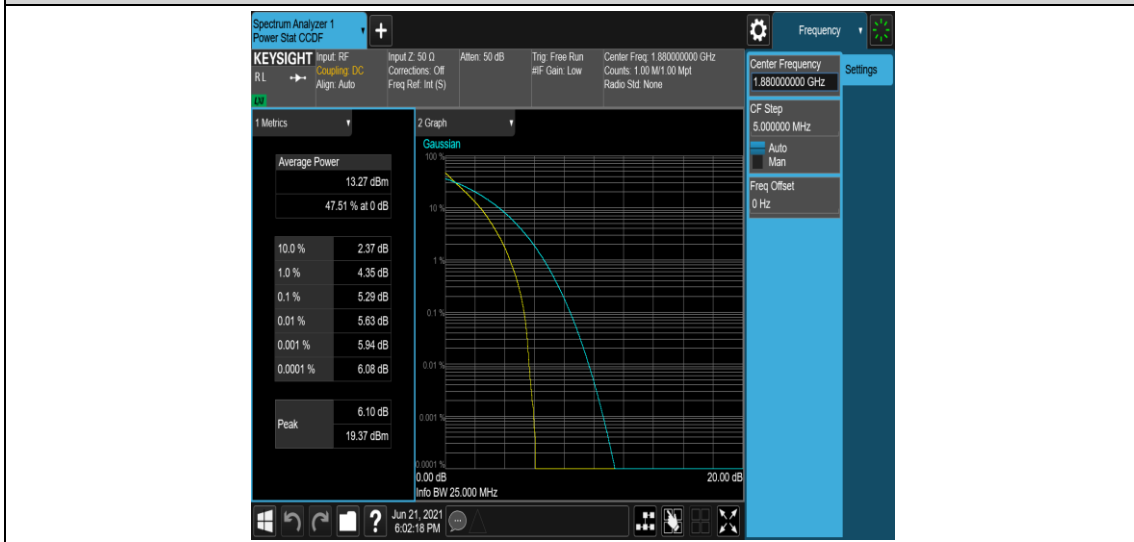 Spectrum Analyzer 1
Power Stat CCDF
+
Frequency
KEYSIGHT
RL
Input: RF
Coupling: DC
Align: Auto
Input Z: 50 Ω
Corrections: Off
Freq Ref: Int (S)
Atten: 50 dB
Trig: Free Run
#IF Gain: Low
Center Freq: 1.880000000 GHz
Counts: 1.00 M/1.00 Mpt
Radio Std: None
Center Frequency
1.880000000 GHz
Settings
CF Step
5.000000 MHz
Auto
Man
Freq Offset
0 Hz
1 Metrics
Average Power
13.27 dBm
47.51 % at 0 dB
10.0 % 2.37 dB
1.0 % 4.35 dB
0.1 % 5.29 dB
0.01 % 5.63 dB
0.001 % 5.94 dB
0.0001 % 6.08 dB
Peak
6.10 dB
19.37 dBm
2 Graph
Gaussian
100 %
10 %
1 %
0.1 %
0.01 %
0.001 %
0.0001 %
0.00 dB 20.00 dB
Info BW 25.000 MHz
?
Jun 21, 2021
6:02:18 PM